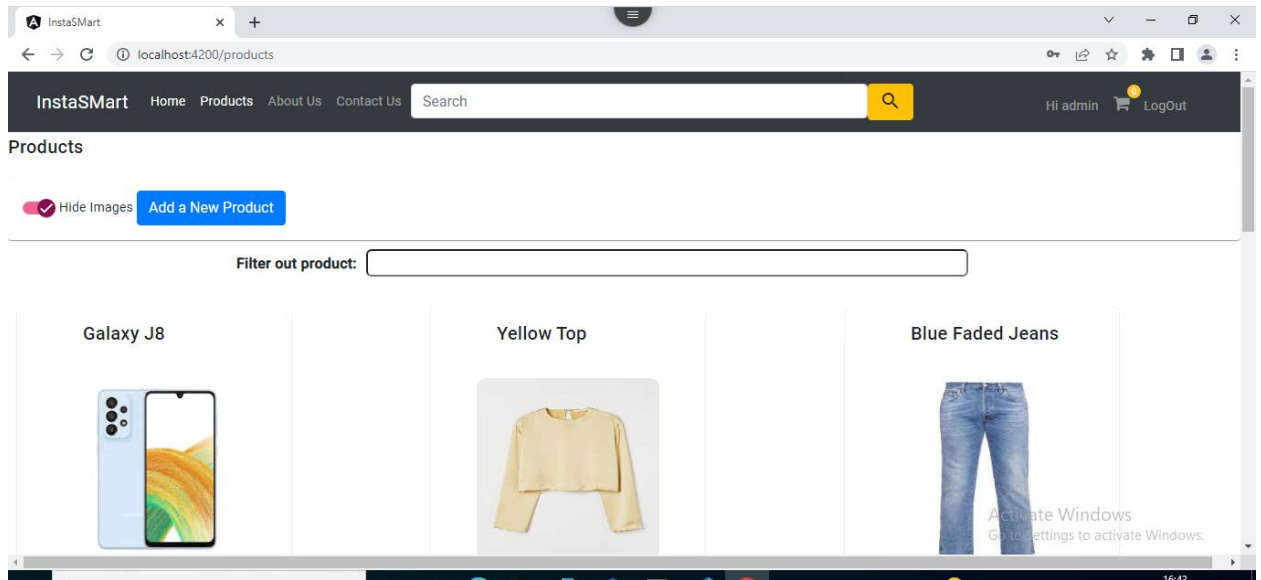 InstaSMart
localhost:4200/products
InstaSMart Home Products About Us Contact Us Search Hi admin 0 LogOut
Products
Hide Images Add a New Product
Filter out product:
Galaxy J8 Yellow Top Blue Faded Jeans
Activate Windows
Go to Settings to activate Windows.
16:42